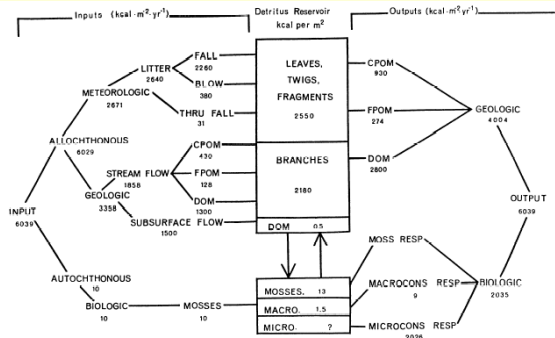 Inputs (kcal·m⁻²·yr⁻¹)
Detritus Reservoir
kcal per m²
Outputs (kcal·m⁻²·yr⁻¹)
FALL
2260
LITTER
2640
BLOW
380
METEOROLOGIC
2671
THRU FALL
31
ALLOCHTHONOUS
6029
STREAM FLOW
1858
CPOM
430
FPOM
128
DOM
1300
GEOLOGIC
3358
SUBSURFACE FLOW
1500
INPUT
6039
AUTOCHTHONOUS
10
BIOLOGIC
10
MOSSES
10
LEAVES,
TWIGS,
FRAGMENTS
2550
BRANCHES
2180
DOM 0.5
MOSSES. 13
MACRO. 1.5
MICRO. ?
CPOM
930
FPOM
274
DOM
2800
GEOLOGIC
4004
OUTPUT
6039
MOSS RESP
MACROCONS RESP
9
BIOLOGIC
2035
MICROCONS RESP
2026